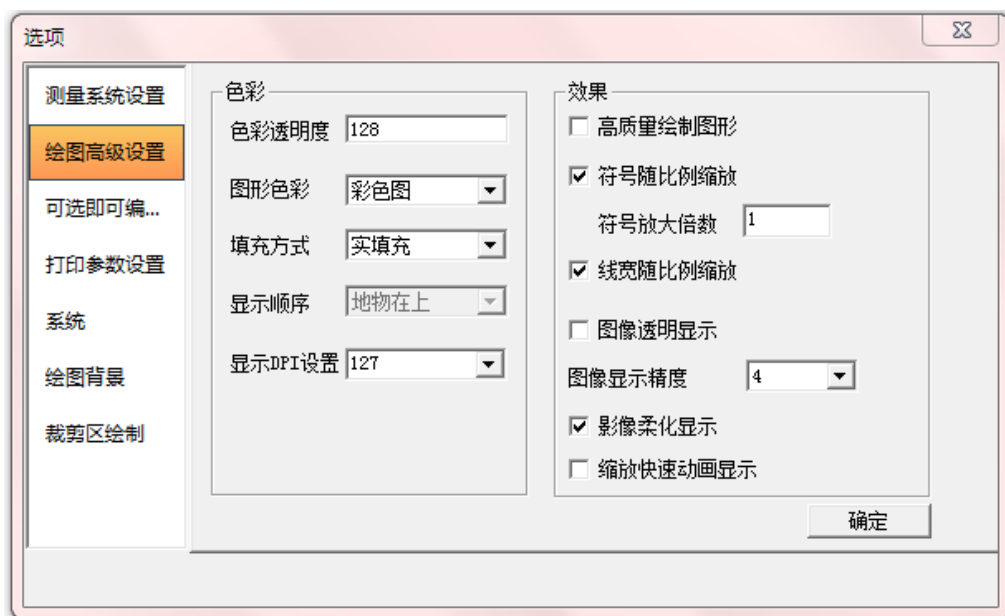 选项
测量系统设置
绘图高级设置
可选即可编...
打印参数设置
系统
绘图背景
裁剪区绘制
色彩
色彩透明度 128
图形色彩 彩色图
填充方式 实填充
显示顺序 地物在上
显示DPI设置 127
效果
高质量绘制图形
符号随比例缩放
符号放大倍数 1
线宽随比例缩放
图像透明显示
图像显示精度 4
影像柔化显示
缩放快速动画显示
确定